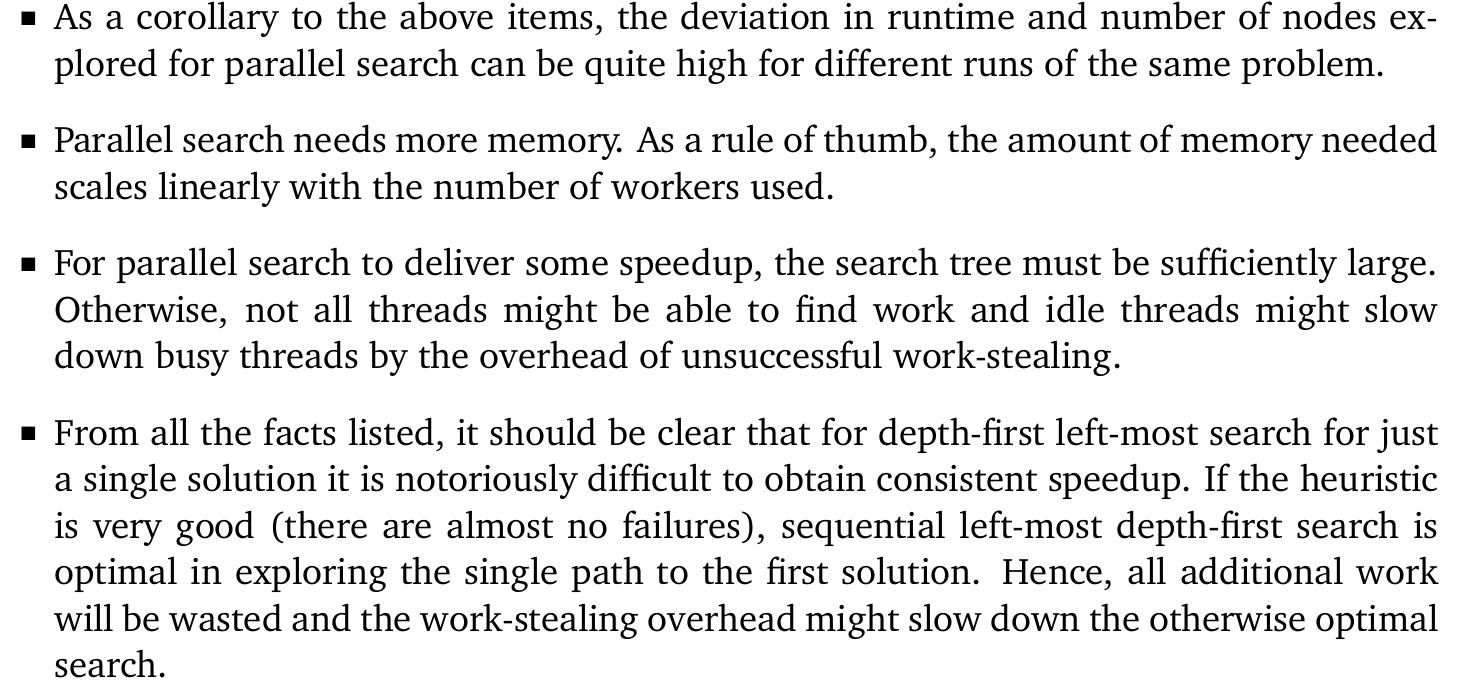 ▪ As a corollary to the above items, the deviation in runtime and number of nodes ex-
plored for parallel search can be quite high for different runs of the same problem.
▪ Parallel search needs more memory. As a rule of thumb, the amount of memory needed
scales linearly with the number of workers used.
▪ For parallel search to deliver some speedup, the search tree must be sufficiently large.
Otherwise, not all threads might be able to find work and idle threads might slow
down busy threads by the overhead of unsuccessful work-stealing.
▪ From all the facts listed, it should be clear that for depth-first left-most search for just
a single solution it is notoriously difficult to obtain consistent speedup. If the heuristic
is very good (there are almost no failures), sequential left-most depth-first search is
optimal in exploring the single path to the first solution. Hence, all additional work
will be wasted and the work-stealing overhead might slow down the otherwise optimal
search.